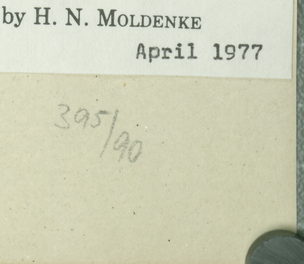 by H. N. MOLDENKE
April 1977
395/90